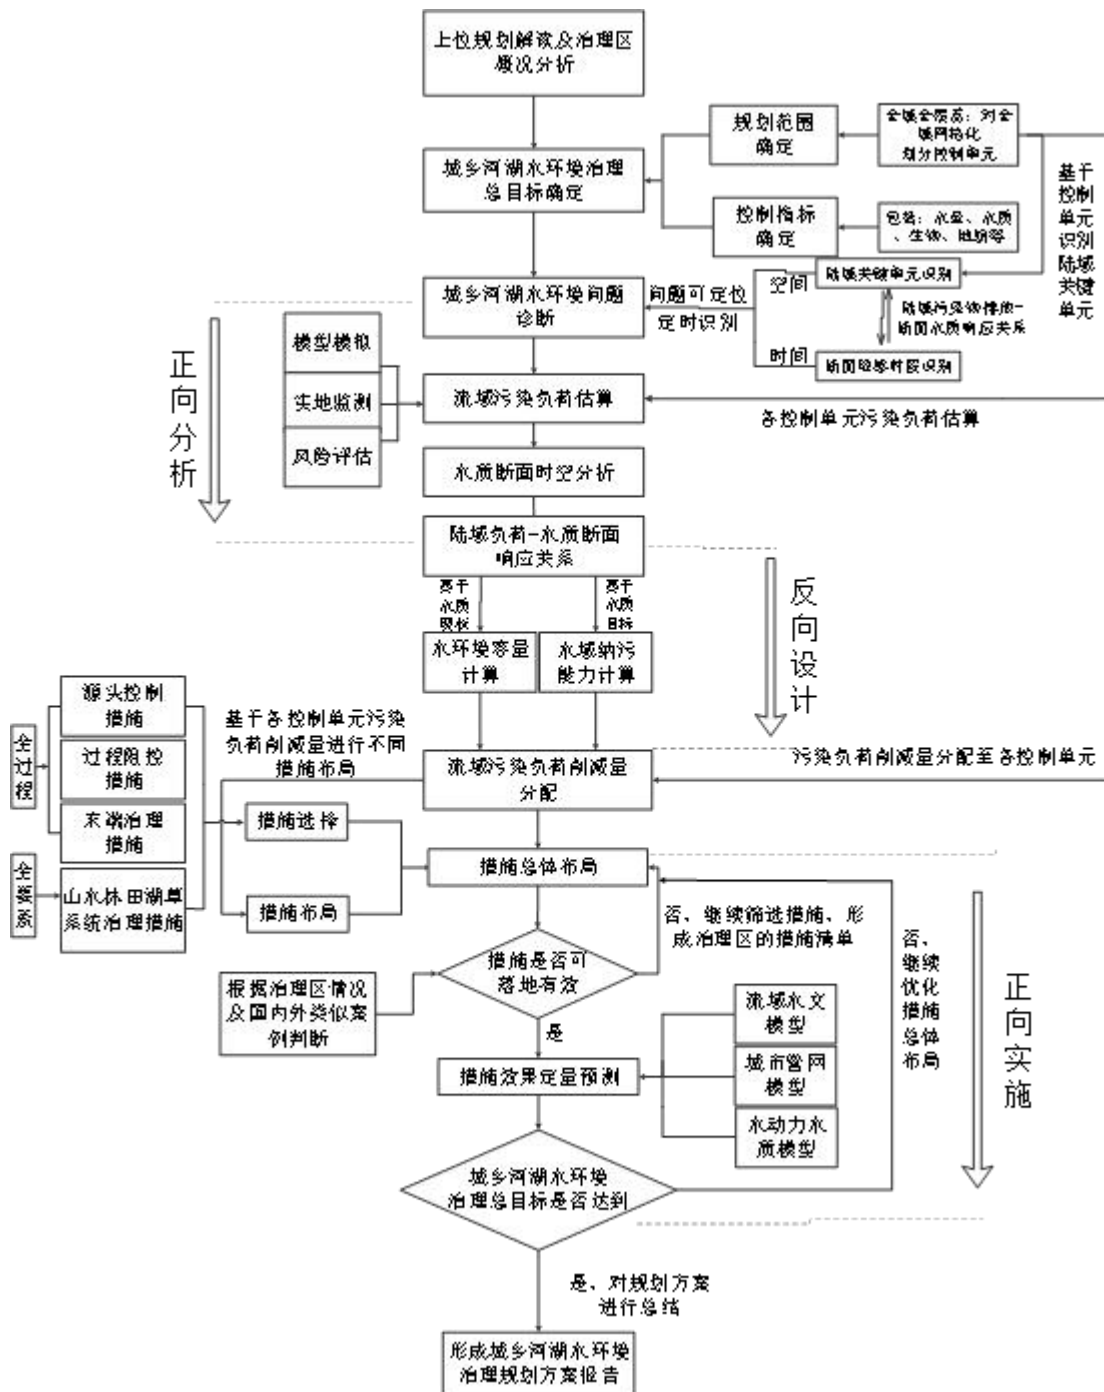 上位规划解读及治理区
概况分析
规划范围
确定
全域全覆盖：对全
域网格化
划分控制单元
城乡河湖水环境治理
总目标确定
控制指标
确定
包括：水量、水质
、生物、地貌等
基于
控制
单元
识别
陆域
关键
单元
城乡河湖水环境问题
诊断
问题可定位
定时识别
空间
陆域关键单元识别
陆域污染物排放-
断面水质响应关系
时间
断面超标时段识别
正
向
分
析
模型模拟
实地监测
风险评估
流域污染负荷估算
各控制单元污染负荷估算
水质断面时空分析
陆域负荷-水质断面
响应关系
基于
水质
现状
基于
水质
目标
反
向
设
计
水环境容量
计算
水域纳污
能力计算
全
过
程
源头控制
措施
过程阻控
措施
末端治理
措施
基于各控制单元污染
负荷削减量进行不同
措施布局
流域污染负荷削减量
分配
污染负荷削减量分配至各控制单元
措施选择
措施总体布局
全
要
素
山水林田湖草
系统治理措施
措施布局
否、继续筛选措施、形
成治理区的措施清单
否、
继续
优化
措施
总体
布局
措施是否可
落地有效
根据治理区情况
及国内外类似案
例判断
是
正
向
实
施
措施效果定量预测
流域水文
模型
城市管网
模型
水动力水
质模型
城乡河湖水环境
治理总目标是否达到
是、对规划方案
进行总结
形成城乡河湖水环境
治理规划方案报告